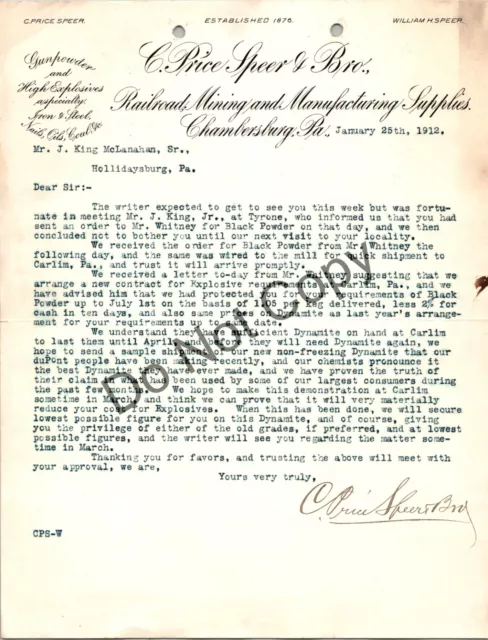 C. PRICE SPEER. ESTABLISHED 1876. WILLIAM H. SPEER.
Gunpowder
and
High Explosives
a specialty.
Iron & Steel,
Nails, Oils, Coal, &c
C. Price Speer & Bro.,
Railroad, Mining and Manufacturing Supplies.
Chambersburg, Pa., January 25th, 1912.
Mr. J. King McLanahan, Sr.,
Hollidaysburg, Pa.
Dear Sir:-
The writer expected to get to see you this week but was fortu-
nate in meeting Mr. J. King, Jr., at Tyrone, who informed us that you had
sent an order to Mr. Whitney for Black Powder on that day, and we then
concluded not to bother you until our next visit to your locality.
We received the order for Black Powder from Mr. Whitney the
following day, and the same was wired to the mill for shipment to
Carlim, Pa., and trust it will arrive promptly.
We received a letter to-day from Mr. suggesting that we
arrange a new contract for Explosive Carlim, Pa., and we
have advised him that we had protected you for your requirements of Black
Powder up to July 1st on the basis of 1.05 per keg delivered, less 2% for
cash in ten days, and also same prices on Dynamite as last year's arrange-
ment for your requirements up to date.
We understand they have sufficient Dynamite on hand at Carlim
to last them until April they will need Dynamite again, we
hope to send a sample our new non-freezing Dynamite that our
duPont people have been making recently, and our chemists pronounce it
the best Dynamite have ever made, and we have proven the truth of
their claim been used by some of our largest consumers during
the past few months. We hope to make this demonstration at Carlim
sometime in and think we can prove that it will very materially
reduce your Explosives. When this has been done, we will secure
lowest possible figure for you on this Dynamite, and of course, giving
you the privilege of either of the old grades, if preferred, and at lowest
possible figures, and the writer will see you regarding the matter some-
time in March.
Thanking you for favors, and trusting the above will meet with
your approval, we are,
Yours very truly,
C. Price Speer & Bro
CPS-W
Do Not Copy